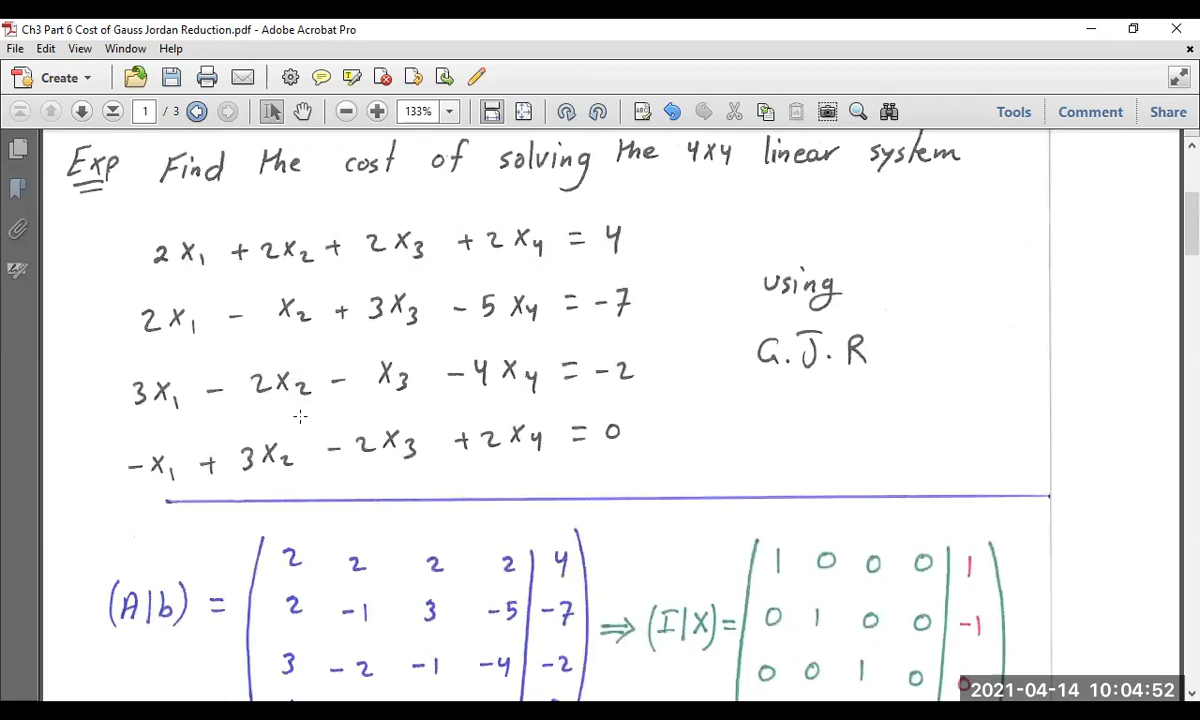 Ch3 Part 6 Cost of Gauss Jordan Reduction.pdf - Adobe Acrobat Pro
File Edit View Window Help
Create
1 / 3 133% Tools Comment Share
Exp Find the cost of solving the 4x4 linear system
2x₁ + 2x₂ + 2x₃ + 2x₄ = 4
2x₁ - x₂ + 3x₃ - 5x₄ = -7
using
3x₁ - 2x₂ - x₃ - 4x₄ = -2
G.J.R
-x₁ + 3x₂ - 2x₃ + 2x₄ = 0
2 2 2 2 | 4 1 0 0 0 | 1
(A|b) = 2 -1 3 -5 | -7 ⇒ (I|X) = 0 1 0 0 | -1
3 -2 -1 -4 | -2 0 0 1 0 | 0
2021-04-14 10:04:52